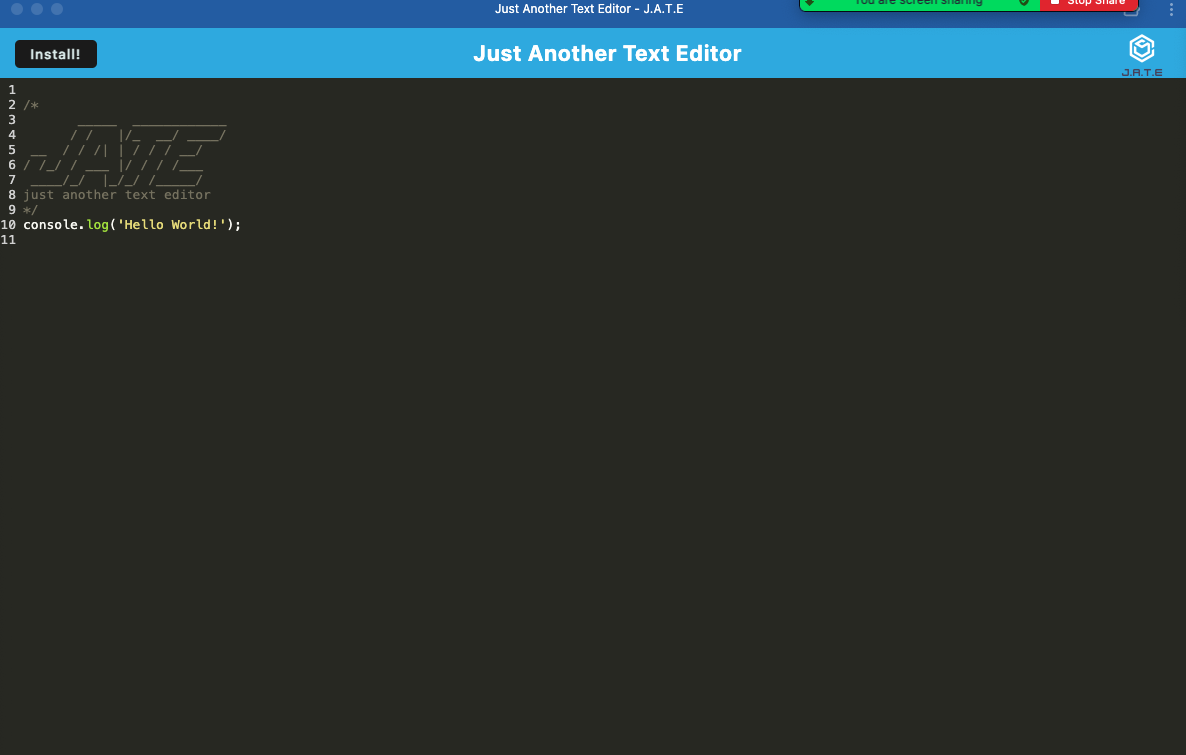 Just Another Text Editor - J.A.T.E
You are screen sharing
Stop Share
Install!
Just Another Text Editor
J.A.T.E
1
2 /*
3        _____  ____________
4       / /   |/_  __/ ____/
5  __  / / /| | / / / __/
6 / /_/ / ___ |/ / / /___
7  ____/_/  |_/_/ /_____/
8 just another text editor
9 */
10 console.log('Hello World!');
11